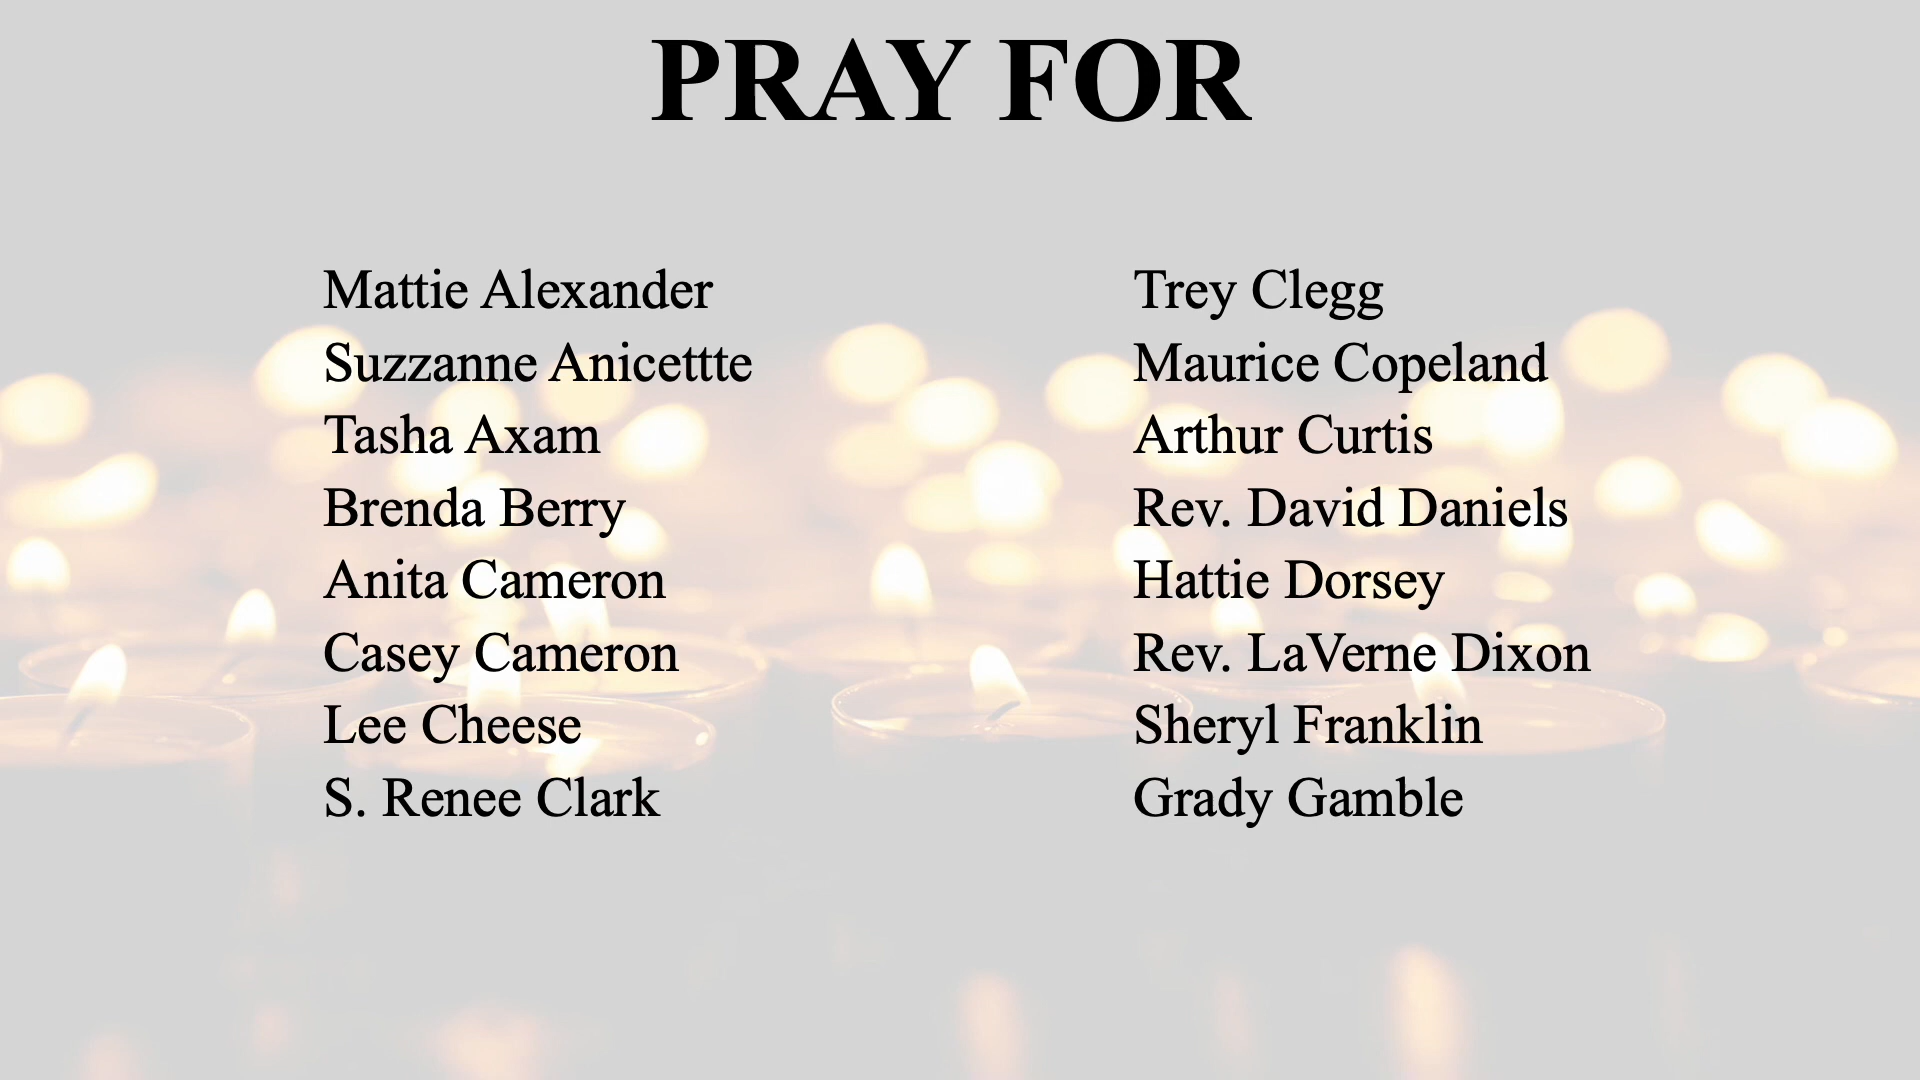 PRAY FOR
Mattie Alexander
Suzzanne Anicettte
Tasha Axam
Brenda Berry
Anita Cameron
Casey Cameron
Lee Cheese
S. Renee Clark
Trey Clegg
Maurice Copeland
Arthur Curtis
Rev. David Daniels
Hattie Dorsey
Rev. LaVerne Dixon
Sheryl Franklin
Grady Gamble